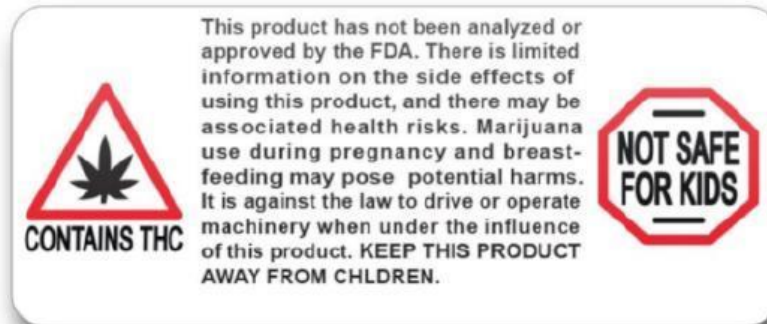 This product has not been analyzed or
approved by the FDA. There is limited
information on the side effects of
using this product, and there may be
associated health risks. Marijuana
use during pregnancy and breast-
feeding may pose potential harms.
It is against the law to drive or operate
machinery when under the influence
of this product. KEEP THIS PRODUCT
AWAY FROM CHLDREN.
CONTAINS THC
NOT SAFE
FOR KIDS